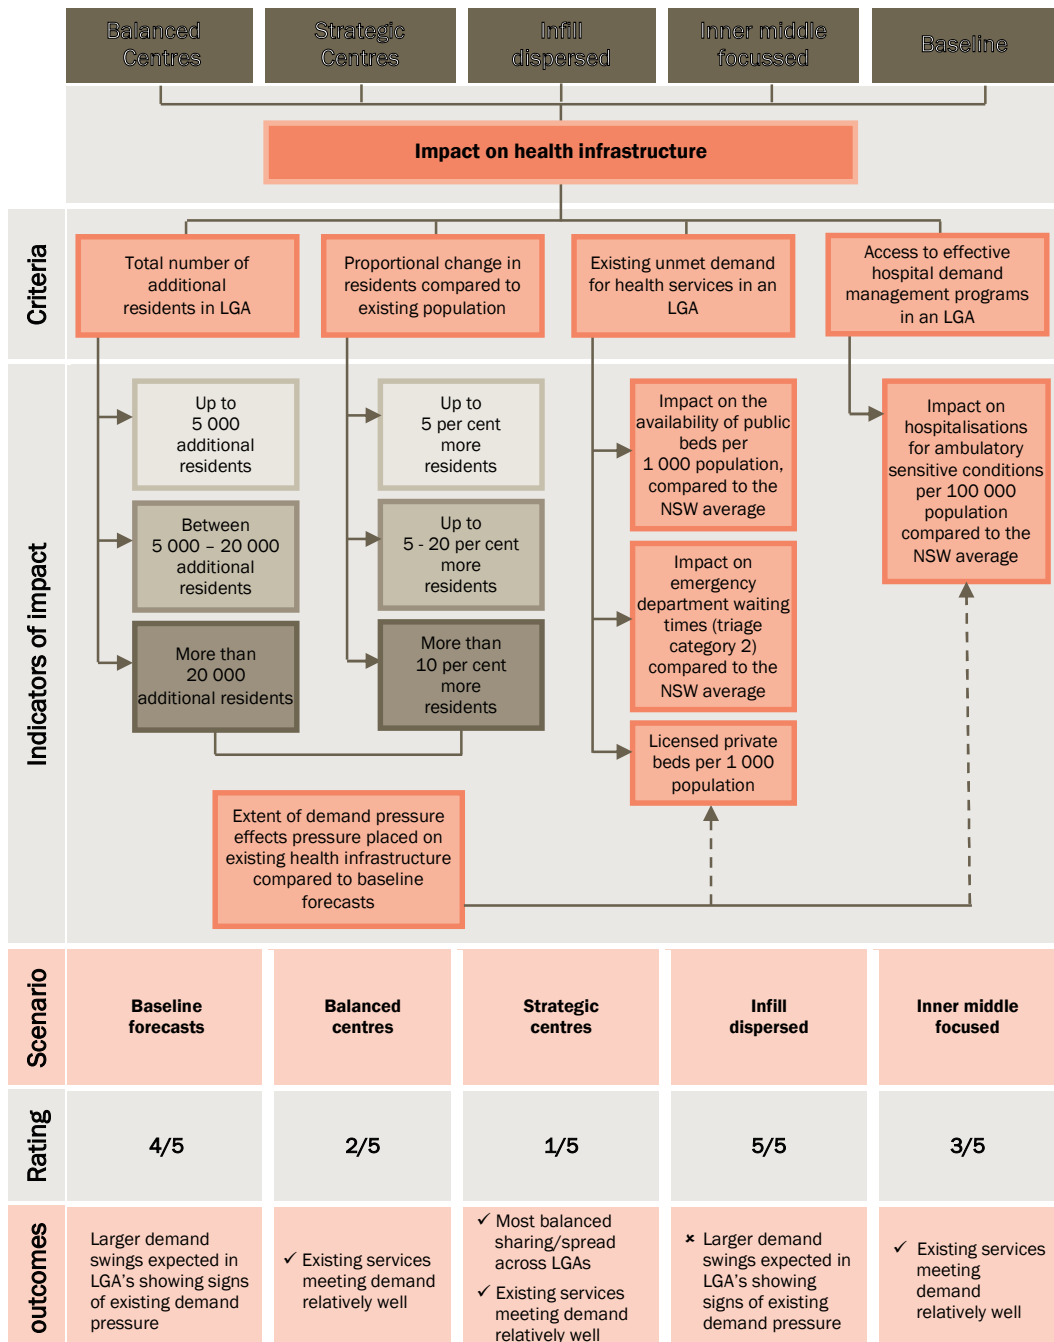 Balanced
Centres
Strategic
Centres
Infill
dispersed
Inner middle
focussed
Baseline
Impact on health infrastructure
Criteria
Total number of
additional
residents in LGA
Proportional change in
residents compared to
existing population
Existing unmet demand
for health services in an
LGA
Access to effective
hospital demand
management programs
in an LGA
Indicators of impact
Up to
5 000
additional
residents
Between
5 000 – 20 000
additional
residents
More than
20 000
additional residents
Up to
5 per cent
more
residents
Up to
5 - 20 per cent
more
residents
More than
10 per cent
more
residents
Impact on the
availability of public
beds per
1 000 population,
compared to the
NSW average
Impact on
emergency
department waiting
times (triage
category 2)
compared to the
NSW average
Licensed private
beds per 1 000
population
Impact on
hospitalisations
for ambulatory
sensitive conditions
per 100 000
population
compared to the
NSW average
Extent of demand pressure
effects pressure placed on
existing health infrastructure
compared to baseline
forecasts
Scenario
Baseline
forecasts
Balanced
centres
Strategic
centres
Infill
dispersed
Inner middle
focused
Rating
4/5
2/5
1/5
5/5
3/5
outcomes
Larger demand
swings expected in
LGA's showing signs
of existing demand
pressure
✓ Existing services
meeting demand
relatively well
✓ Most balanced
sharing/spread
across LGAs
✓ Existing services
meeting demand
relatively well
× Larger demand
swings expected in
LGA's showing
signs of existing
demand pressure
✓ Existing services
meeting
demand
relatively well